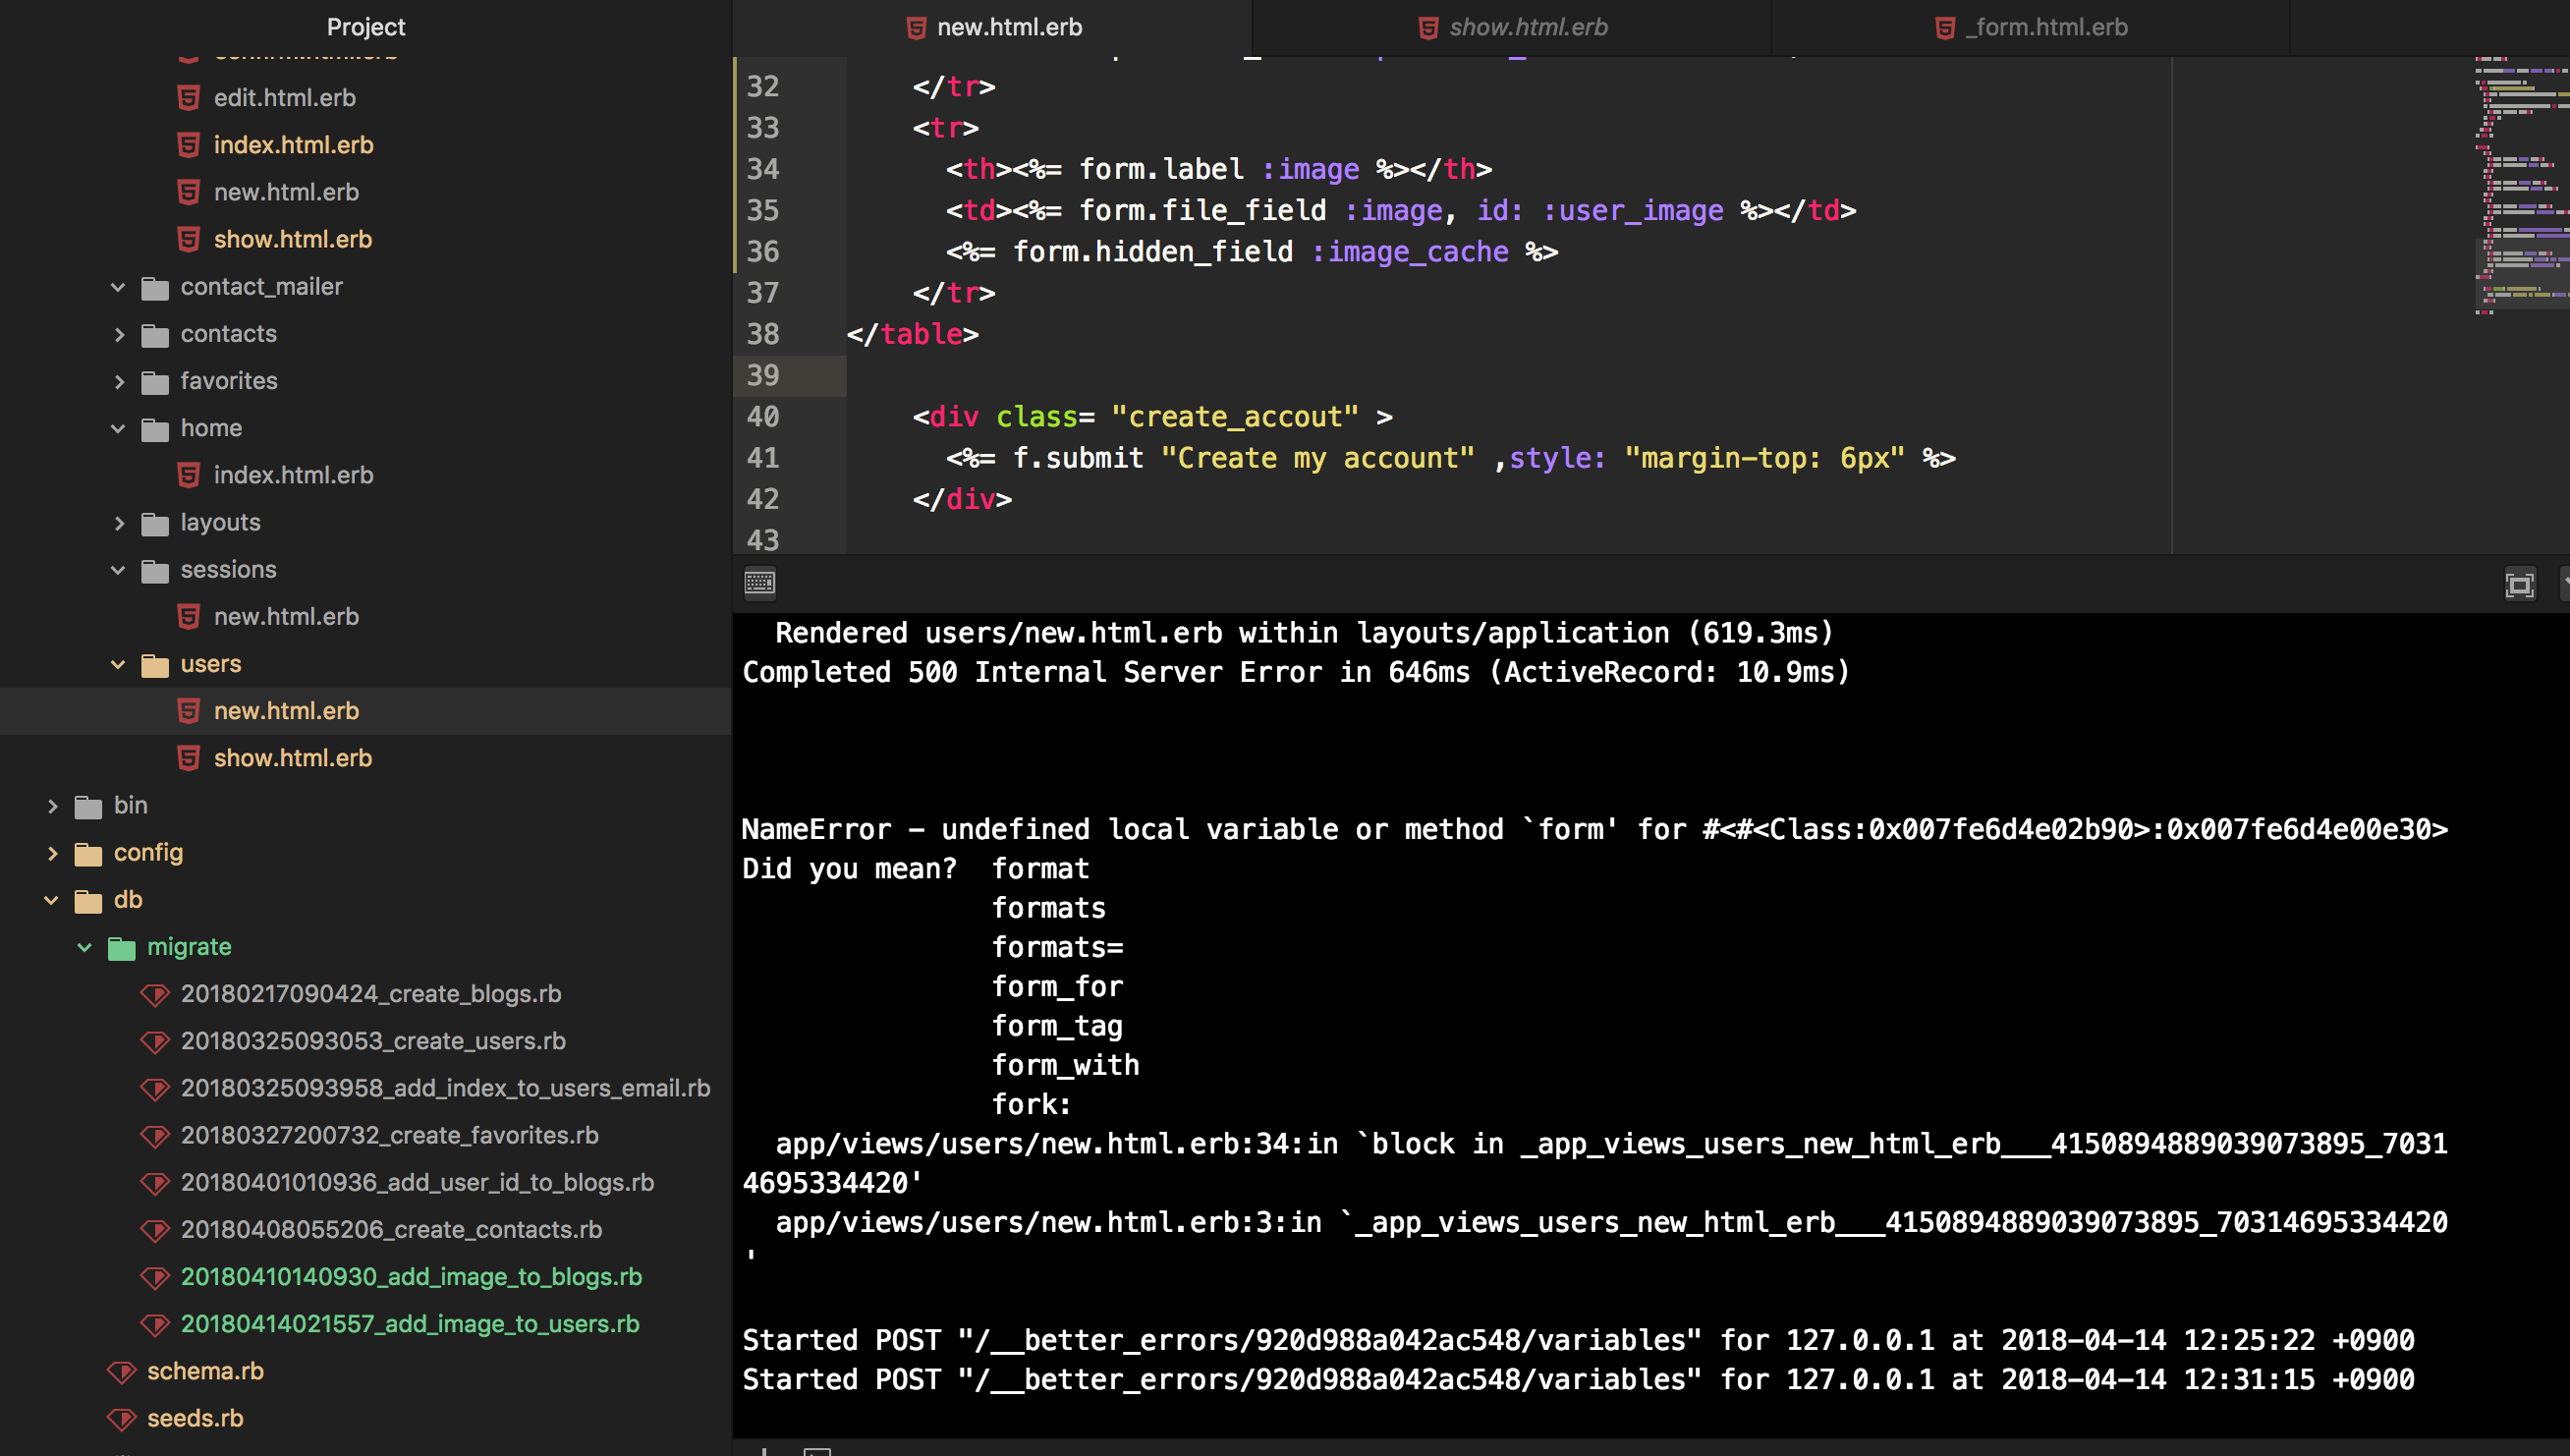 Project
edit.html.erb
index.html.erb
new.html.erb
show.html.erb
contact_mailer
contacts
favorites
home
index.html.erb
layouts
sessions
new.html.erb
users
new.html.erb
show.html.erb
bin
config
db
migrate
20180217090424_create_blogs.rb
20180325093053_create_users.rb
20180325093958_add_index_to_users_email.rb
20180327200732_create_favorites.rb
20180401010936_add_user_id_to_blogs.rb
20180408055206_create_contacts.rb
20180410140930_add_image_to_blogs.rb
20180414021557_add_image_to_users.rb
schema.rb
seeds.rb
new.html.erb show.html.erb _form.html.erb
32 </tr>
33 <tr>
34 <th><%= form.label :image %></th>
35 <td><%= form.file_field :image, id: :user_image %></td>
36 <%= form.hidden_field :image_cache %>
37 </tr>
38 </table>
39
40 <div class= "create_accout" >
41 <%= f.submit "Create my account" ,style: "margin-top: 6px" %>
42 </div>
43
Rendered users/new.html.erb within layouts/application (619.3ms)
Completed 500 Internal Server Error in 646ms (ActiveRecord: 10.9ms)
NameError - undefined local variable or method `form' for #<#<Class:0x007fe6d4e02b90>:0x007fe6d4e00e30>
Did you mean? format
formats
formats=
form_for
form_tag
form_with
fork:
app/views/users/new.html.erb:34:in `block in _app_views_users_new_html_erb___4150894889039073895_7031
4695334420'
app/views/users/new.html.erb:3:in `_app_views_users_new_html_erb___4150894889039073895_70314695334420
'
Started POST "/__better_errors/920d988a042ac548/variables" for 127.0.0.1 at 2018-04-14 12:25:22 +0900
Started POST "/__better_errors/920d988a042ac548/variables" for 127.0.0.1 at 2018-04-14 12:31:15 +0900